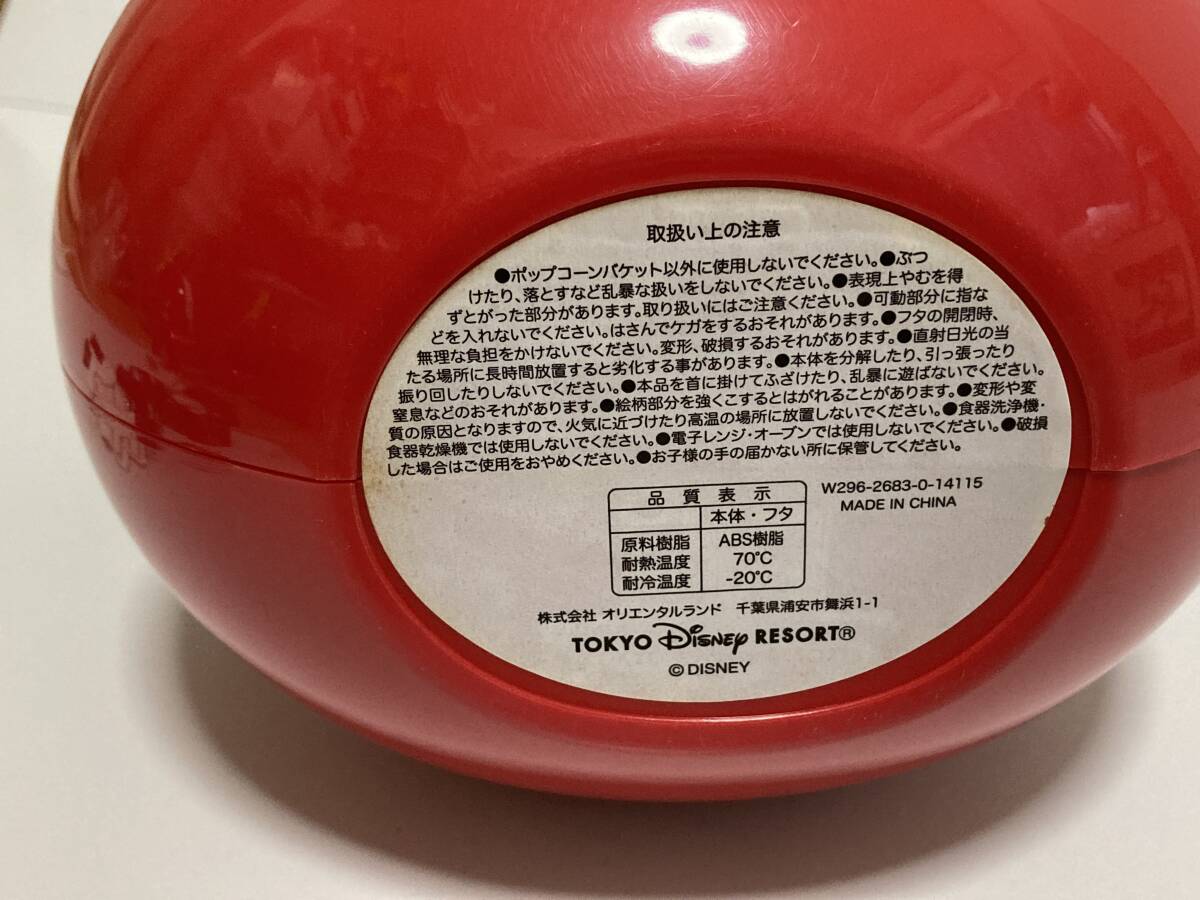 取扱い上の注意
●ポップコーンバケット以外に使用しないでください。●ぶつ
けたり、落とすなど乱暴な扱いをしないでください。●表現上やむを得
ずとがった部分があります。取り扱いにはご注意ください。●可動部分に指な
どを入れないでください。はさんでケガをするおそれがあります。●フタの開閉時、
無理な負担をかけないでください。変形、破損するおそれがあります。●直射日光の当
たる場所に長時間放置すると劣化する事があります。●本体を分解したり、引っ張ったり
振り回したりしないでください。●本品を首に掛けてふざけたり、乱暴に遊ばないでください。
窒息などのおそれがあります。●絵柄部分を強くこするとはがれることがあります。●変形や変
質の原因となりますので、火気に近づけたり高温の場所に放置しないでください。●食器洗浄機・
食器乾燥機では使用しないでください。●電子レンジ・オーブンでは使用しないでください。●破損
した場合はご使用をおやめください。●お子様の手の届かない所に保管してください。
品質表示
本体・フタ
原料樹脂 ABS樹脂
耐熱温度 70℃
耐冷温度 -20℃
W296-2683-0-14115
MADE IN CHINA
株式会社 オリエンタルランド 千葉県浦安市舞浜1-1
TOKYO Disney RESORT®
©DISNEY